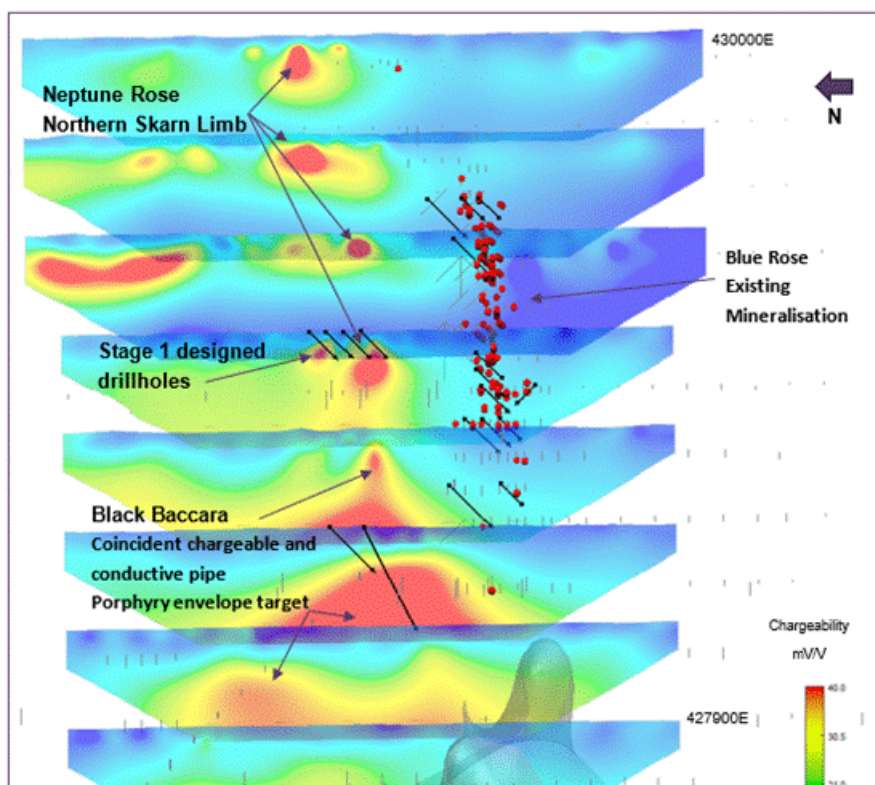 430000E
N
Neptune Rose
Northern Skarn Limb
Blue Rose
Existing
Mineralisation
Stage 1 designed
drillholes
Black Baccara
Coincident chargeable and
conductive pipe
Porphyry envelope target
Chargeability
mV/V
40.0
427900E
30.5